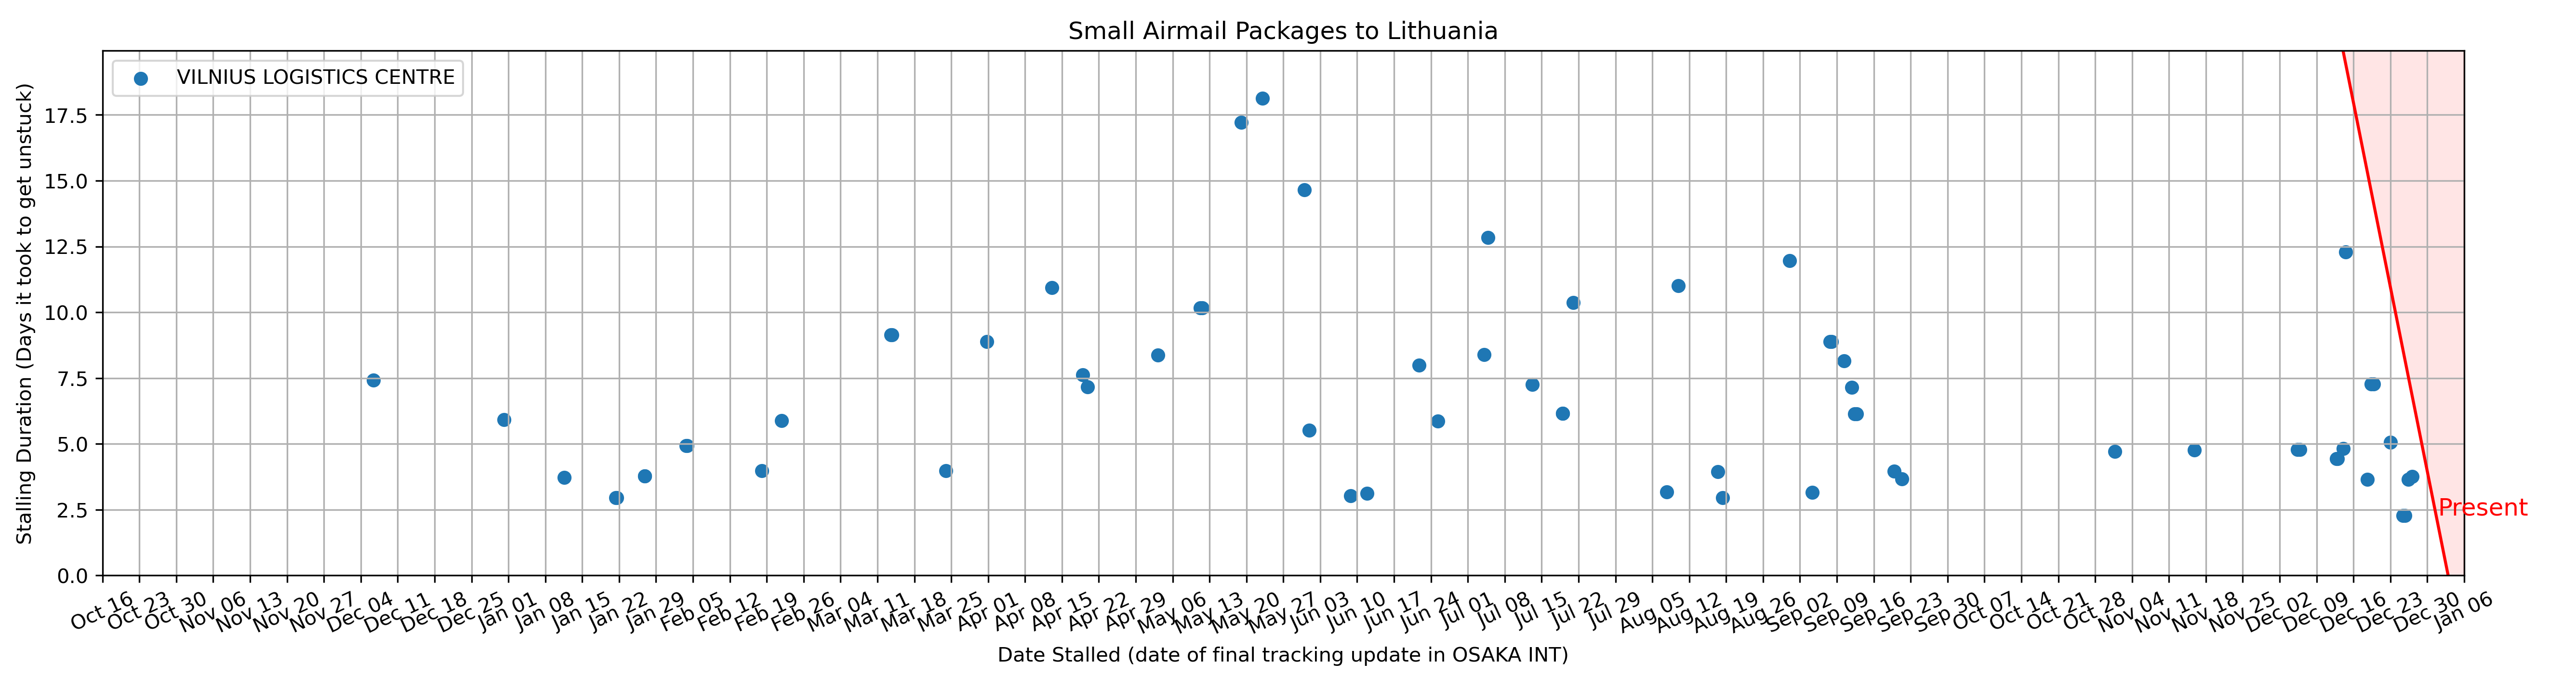 Small Airmail Packages to Lithuania
VILNIUS LOGISTICS CENTRE
Stalling Duration (Days it took to get unstuck)
17.5
15.0
12.5
10.0
7.5
5.0
2.5
0.0
Present
Oct 16 Oct 23 Oct 30 Nov 06 Nov 13 Nov 20 Nov 27 Dec 04 Dec 11 Dec 18 Dec 25 Jan 01 Jan 08 Jan 15 Jan 22 Jan 29 Feb 05 Feb 12 Feb 19 Feb 26 Mar 04 Mar 11 Mar 18 Mar 25 Apr 01 Apr 08 Apr 15 Apr 22 Apr 29 May 06 May 13 May 20 May 27 Jun 03 Jun 10 Jun 17 Jun 24 Jul 01 Jul 08 Jul 15 Jul 22 Jul 29 Aug 05 Aug 12 Aug 19 Aug 26 Sep 02 Sep 09 Sep 16 Sep 23 Sep 30 Oct 07 Oct 14 Oct 21 Oct 28 Nov 04 Nov 11 Nov 18 Nov 25 Dec 02 Dec 09 Dec 16 Dec 23 Dec 30 Jan 06
Date Stalled (date of final tracking update in OSAKA INT)